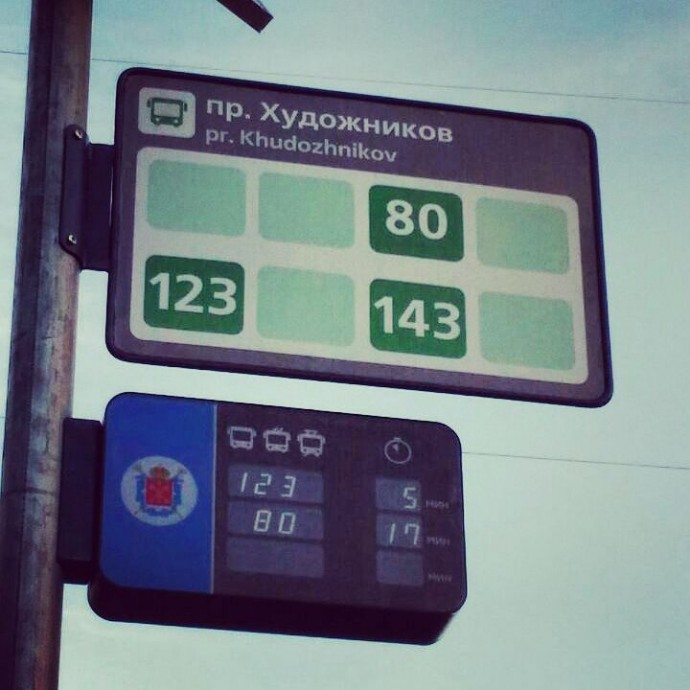 пр. Художников
pr. Khudozhnikov
80
123 143
123 5 мин
80 17 мин
мин